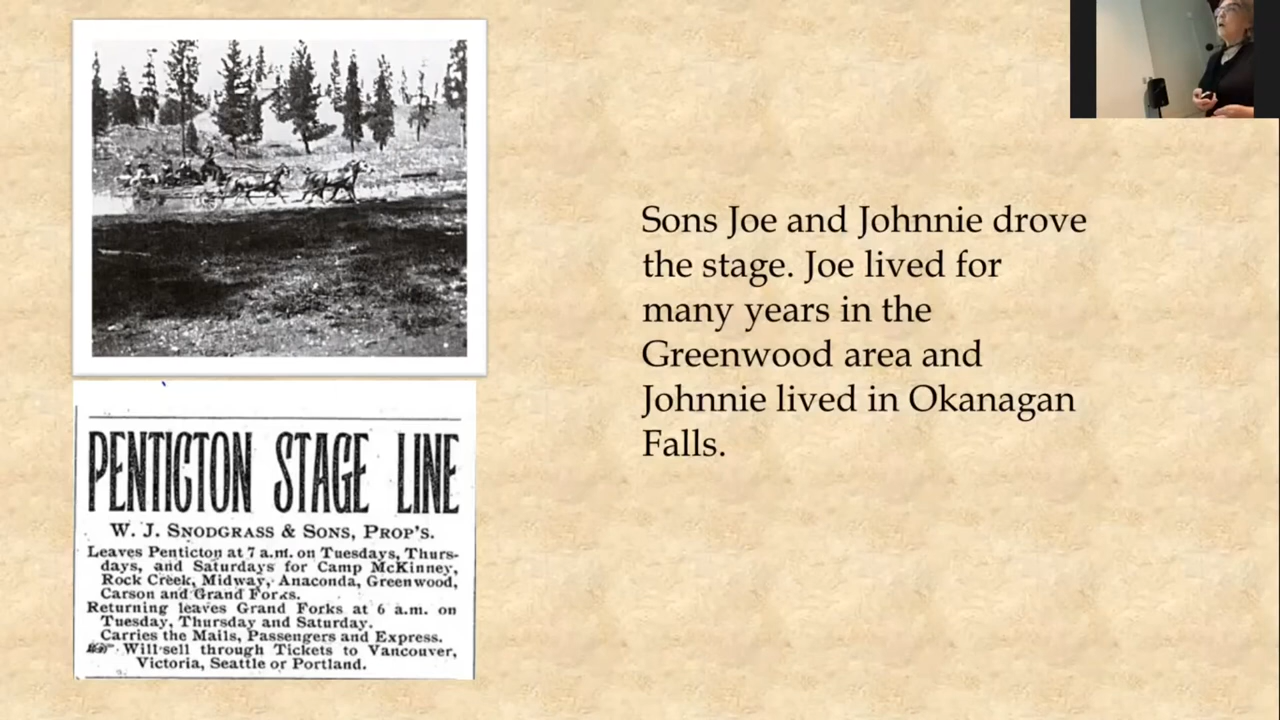 Sons Joe and Johnnie drove
the stage. Joe lived for
many years in the
Greenwood area and
Johnnie lived in Okanagan
Falls.
PENTICTON STAGE LINE
W. J. SNODGRASS & SONS, PROP'S.
Leaves Penticton at 7 a.m. on Tuesdays, Thurs-
days, and Saturdays for Camp McKinney,
Rock Creek, Midway, Anaconda, Greenwood,
Carson and Grand Forks.
Returning leaves Grand Forks at 6 a.m. on
Tuesday, Thursday and Saturday.
Carries the Mails, Passengers and Express.
Will sell through Tickets to Vancouver,
Victoria, Seattle or Portland.